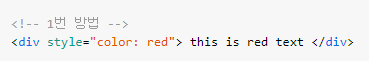 <!-- 1번 방법 -->
<div style="color: red"> this is red text </div>